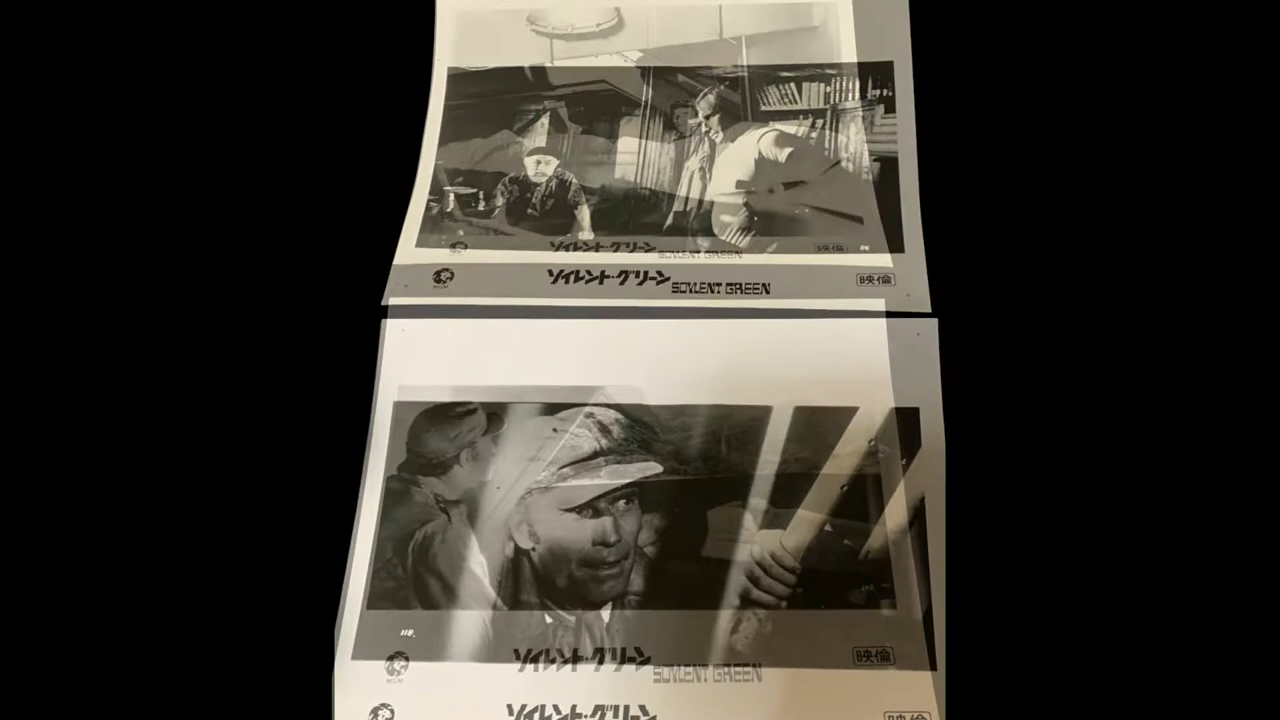 ソイレント・グリーン SOYLENT GREEN 映倫
MGM ソイレント・グリーン SOYLENT GREEN 映倫
118.
MGM ソイレント・グリーン SOYLENT GREEN 映倫
ソイレント・グリーン 映倫